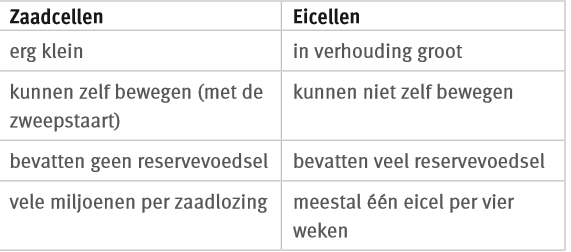 Zaadcellen Eicellen
erg klein in verhouding groot
kunnen zelf bewegen (met de kunnen niet zelf bewegen
zweepstaart)
bevatten geen reservevoedsel bevatten veel reservevoedsel
vele miljoenen per zaadlozing meestal één eicel per vier
weken